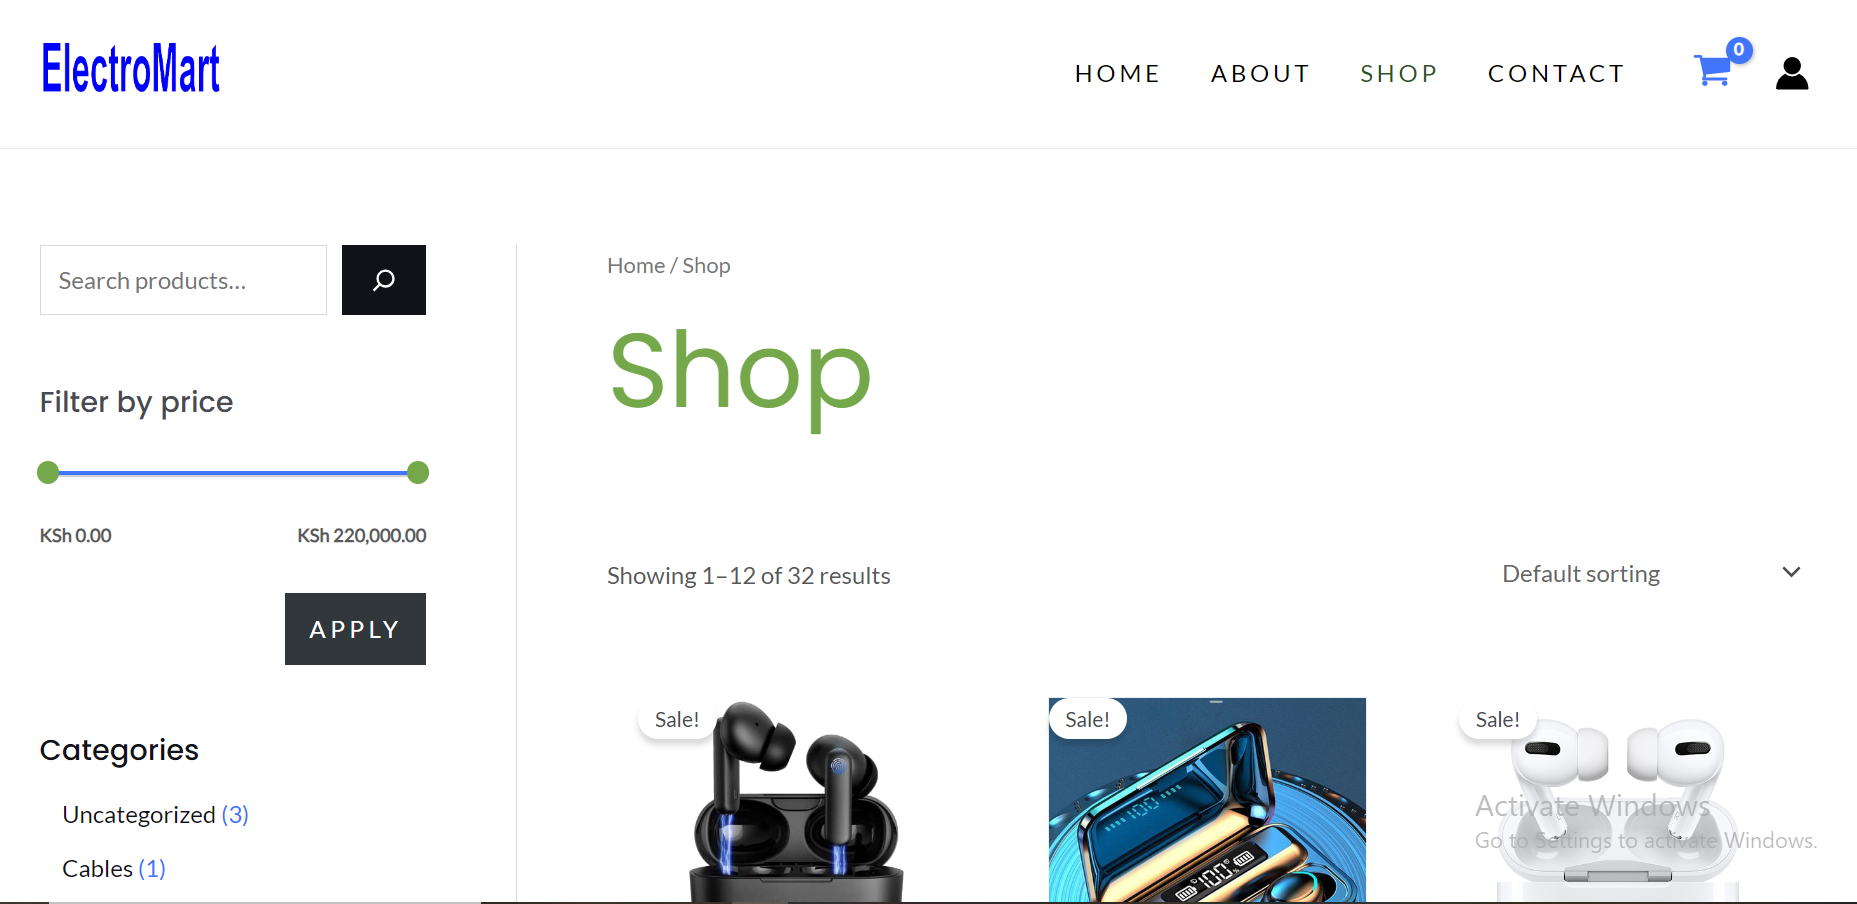 ElectroMart
HOME ABOUT SHOP CONTACT 0
Search products...
Filter by price
KSh 0.00 KSh 220,000.00
APPLY
Categories
Uncategorized (3)
Cables (1)
Home / Shop
Shop
Showing 1–12 of 32 results
Default sorting
Sale!
Sale!
100
100%
Sale!
Activate Windows
Go to Settings to activate Windows.